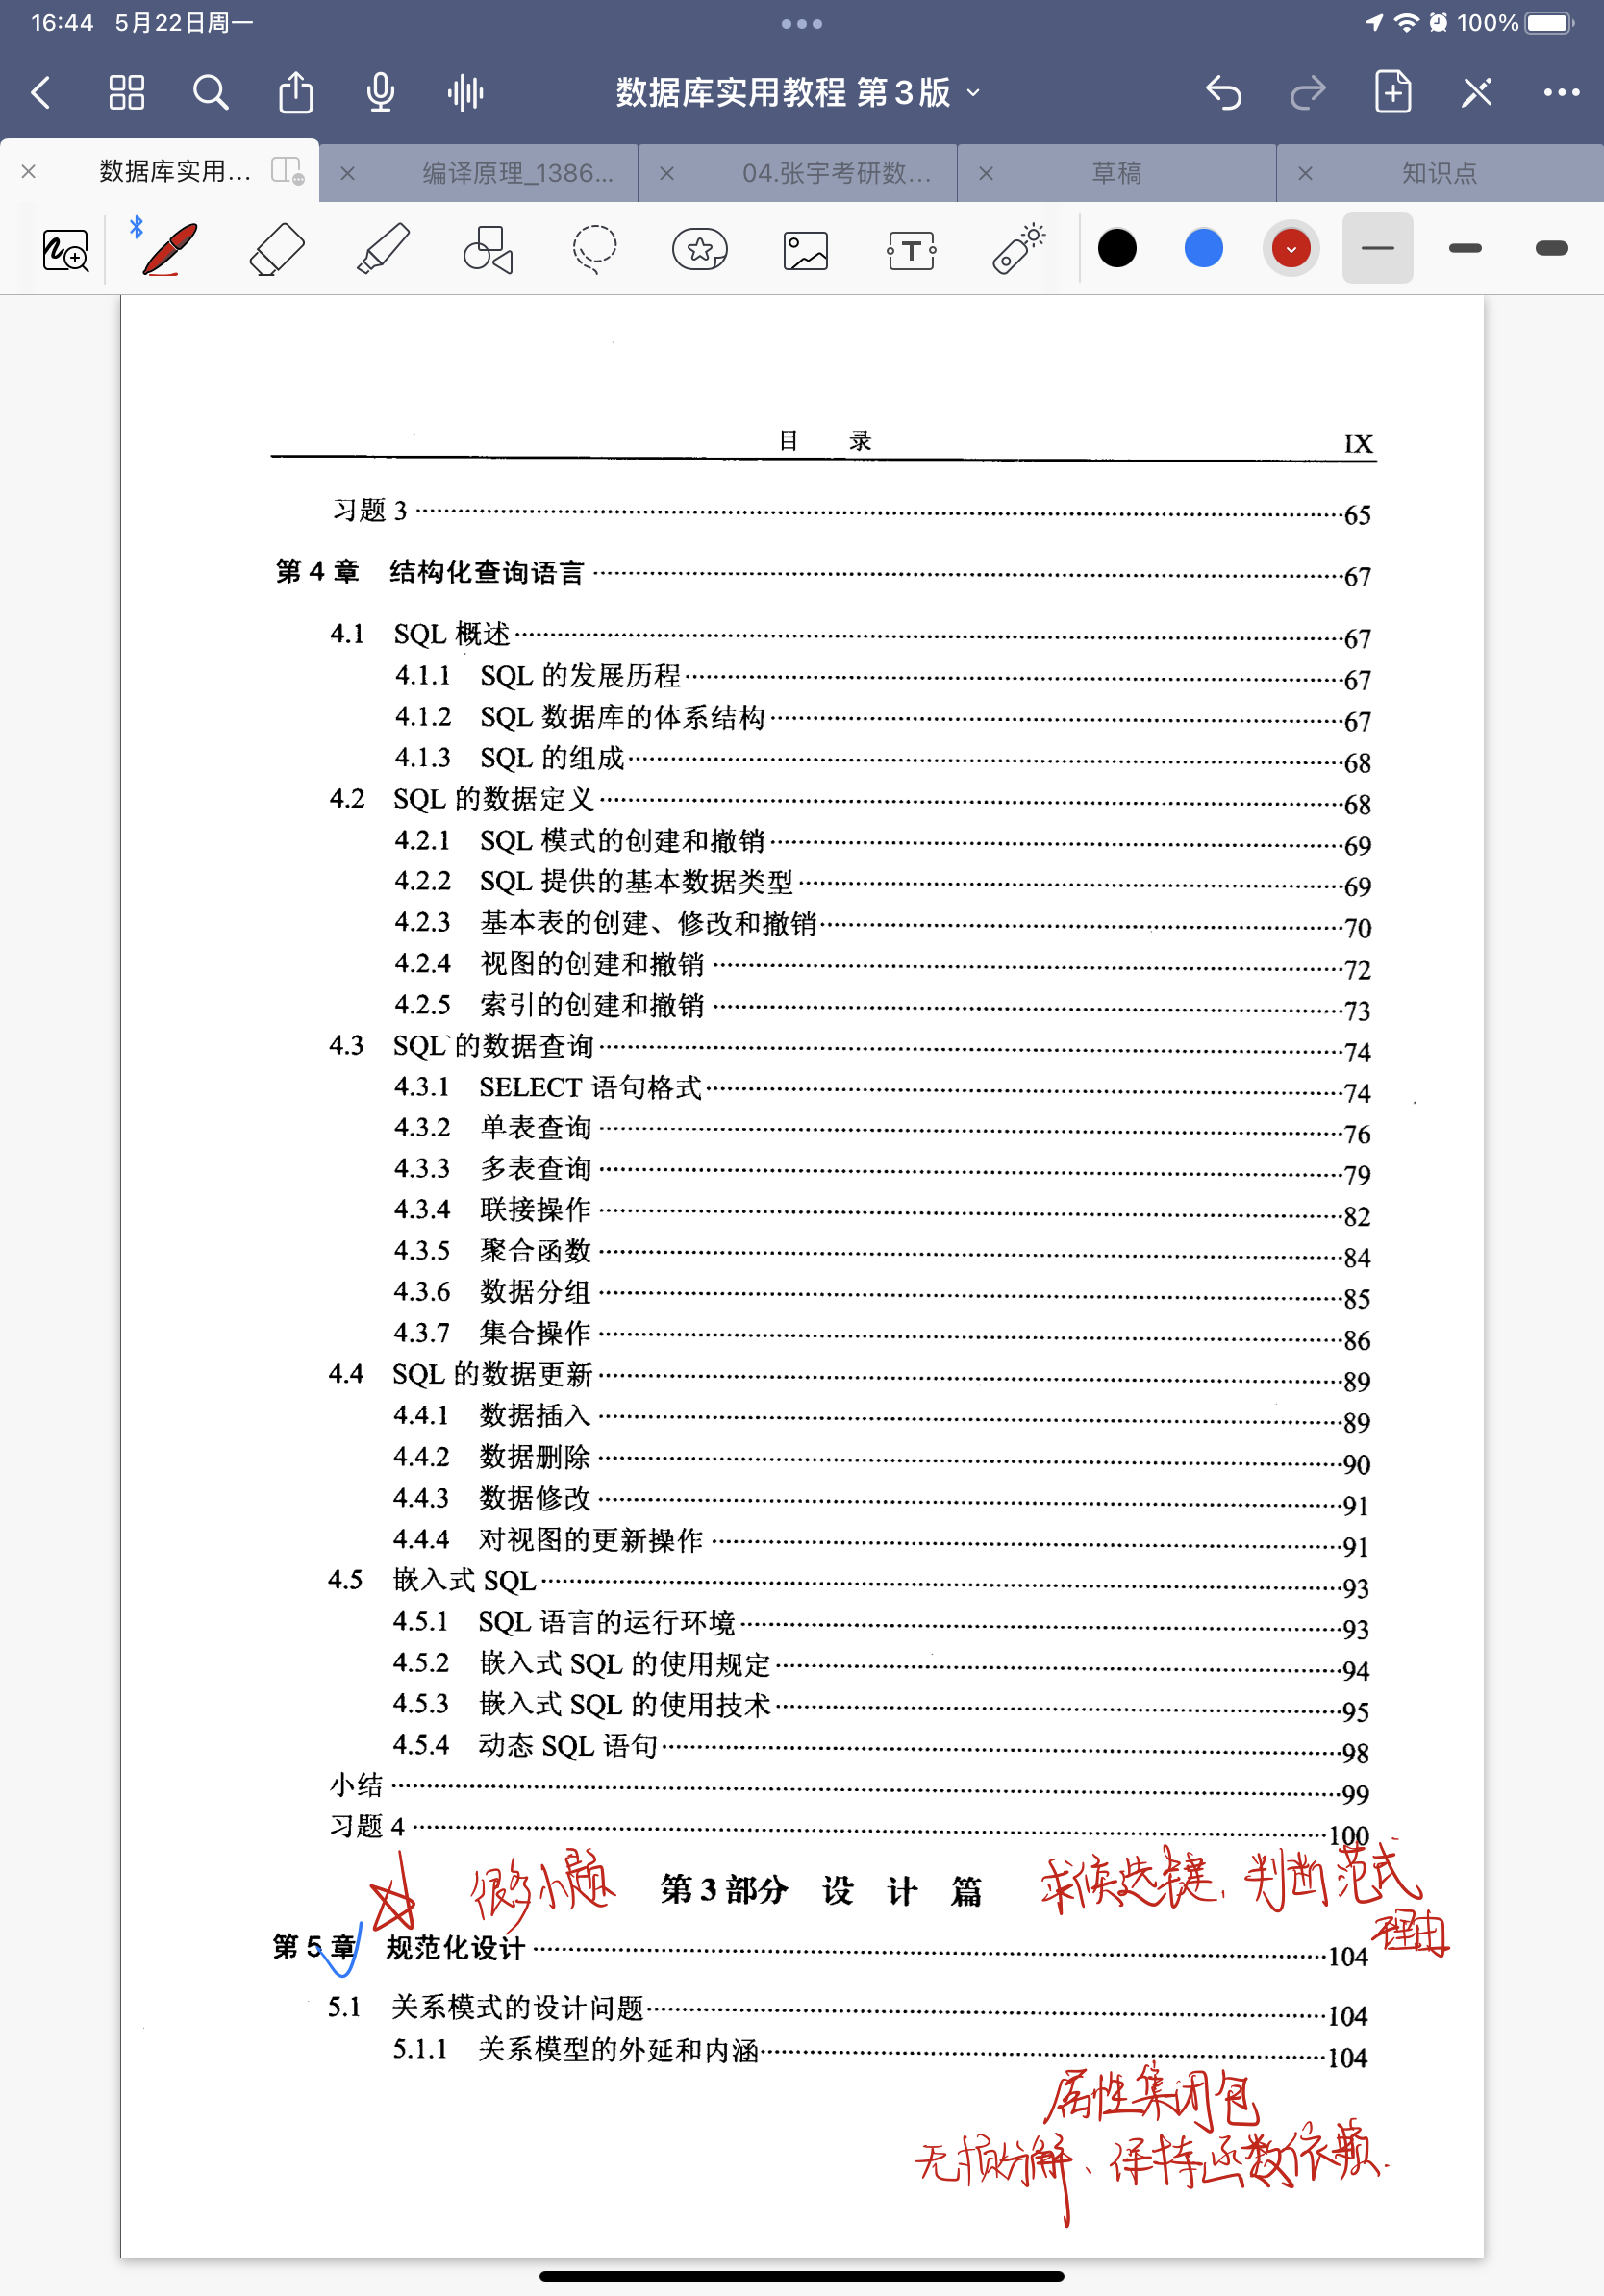 16:44 5月22日周一
100%
数据库实用教程 第3版
数据库实用...
编译原理_1386...
04.张宇考研数...
草稿
知识点
目 录 IX
习题 3 65
第 4 章 结构化查询语言 67
4.1 SQL 概述 67
4.1.1 SQL 的发展历程 67
4.1.2 SQL 数据库的体系结构 67
4.1.3 SQL 的组成 68
4.2 SQL 的数据定义 68
4.2.1 SQL 模式的创建和撤销 69
4.2.2 SQL 提供的基本数据类型 69
4.2.3 基本表的创建、修改和撤销 70
4.2.4 视图的创建和撤销 72
4.2.5 索引的创建和撤销 73
4.3 SQL 的数据查询 74
4.3.1 SELECT 语句格式 74
4.3.2 单表查询 76
4.3.3 多表查询 79
4.3.4 联接操作 82
4.3.5 聚合函数 84
4.3.6 数据分组 85
4.3.7 集合操作 86
4.4 SQL 的数据更新 89
4.4.1 数据插入 89
4.4.2 数据删除 90
4.4.3 数据修改 91
4.4.4 对视图的更新操作 91
4.5 嵌入式 SQL 93
4.5.1 SQL 语言的运行环境 93
4.5.2 嵌入式 SQL 的使用规定 94
4.5.3 嵌入式 SQL 的使用技术 95
4.5.4 动态 SQL 语句 98
小结 99
习题 4 100
很多小题 第 3 部分 设 计 篇 求候选键、判断范式
理由
第 5 章 规范化设计 104
5.1 关系模式的设计问题 104
5.1.1 关系模型的外延和内涵 104
属性集闭包
无损分解、保持函数依赖.